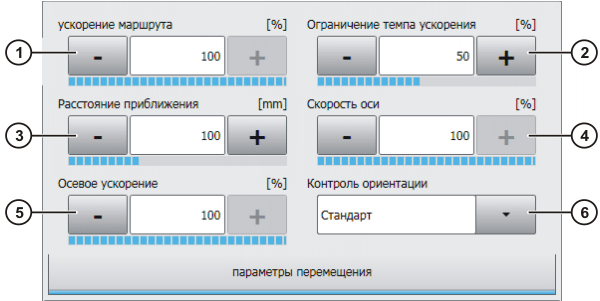 ускорение маршрута [%] Ограничение темпа ускорения [%]
1 - 100 + - 50 + 2
Расстояние приближения [mm] Скорость оси [%]
3 - 100 + - 100 + 4
Осевое ускорение [%] Контроль ориентации
5 - 100 + Стандарт 6
параметры перемещения